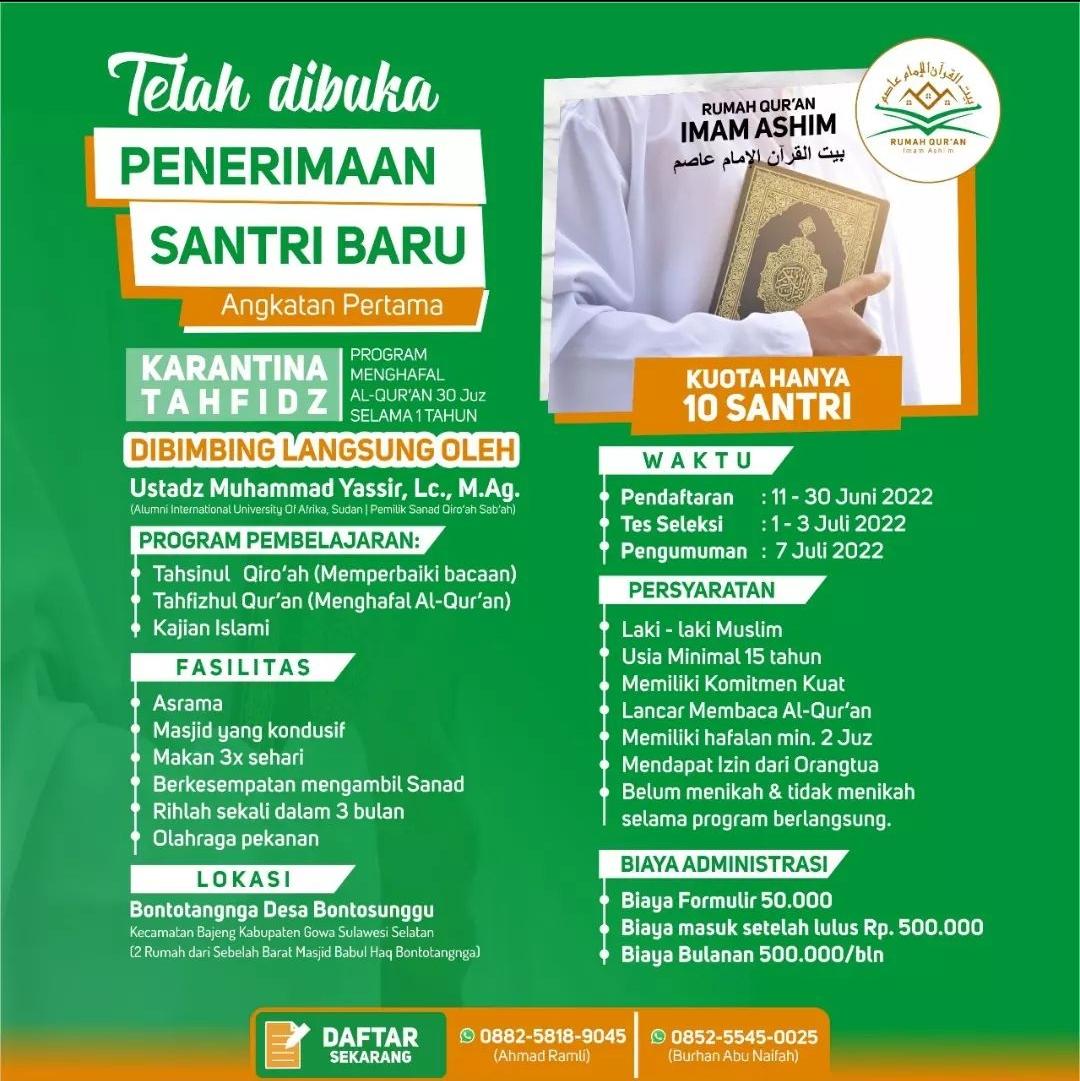 Telah dibuka
PENERIMAAN
SANTRI BARU
Angkatan Pertama
KARANTINA
TAHFIDZ
PROGRAM
MENGHAFAL
AL-QUR'AN 30 Juz
SELAMA 1 TAHUN
DIBIMBING LANGSUNG OLEH
Ustadz Muhammad Yassir, Lc., M.Ag.
(Alumni International University Of Afrika, Sudan | Pemilik Sanad Qiro'ah Sab'ah)
PROGRAM PEMBELAJARAN:
Tahsinul Qiro'ah (Memperbaiki bacaan)
Tahfizhul Qur'an (Menghafal Al-Qur'an)
Kajian Islami
FASILITAS
Asrama
Masjid yang kondusif
Makan 3x sehari
Berkesempatan mengambil Sanad
Rihlah sekali dalam 3 bulan
Olahraga pekanan
LOKASI
Bontotangnga Desa Bontosunggu
Kecamatan Bajeng Kabupaten Gowa Sulawesi Selatan
(2 Rumah dari Sebelah Barat Masjid Babul Haq Bontotangnga)
RUMAH QUR'AN
IMAM ASHIM
بيت القرآن الإمام عاصم
بيت القرآن الإمام عاصم
RUMAH QUR'AN
Imam Ashim
KUOTA HANYA
10 SANTRI
WAKTU
Pendaftaran : 11 - 30 Juni 2022
Tes Seleksi : 1 - 3 Juli 2022
Pengumuman : 7 Juli 2022
PERSYARATAN
Laki - laki Muslim
Usia Minimal 15 tahun
Memiliki Komitmen Kuat
Lancar Membaca Al-Qur'an
Memiliki hafalan min. 2 Juz
Mendapat Izin dari Orangtua
Belum menikah & tidak menikah
selama program berlangsung.
BIAYA ADMINISTRASI
Biaya Formulir 50.000
Biaya masuk setelah lulus Rp. 500.000
Biaya Bulanan 500.000/bln
DAFTAR
SEKARANG
0882-5818-9045
(Ahmad Ramli)
0852-5545-0025
(Burhan Abu Naifah)